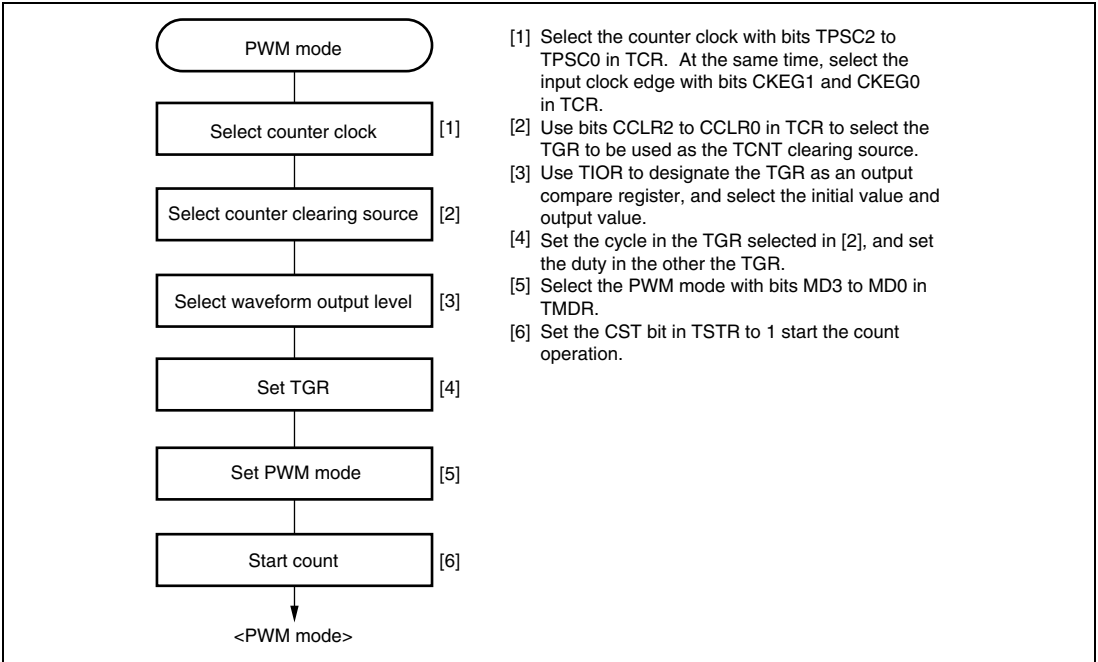 PWM mode
Select counter clock
[1]
Select counter clearing source
[2]
Select waveform output level
[3]
Set TGR
[4]
Set PWM mode
[5]
Start count
[6]
<PWM mode>
[1] Select the counter clock with bits TPSC2 to
TPSC0 in TCR. At the same time, select the
input clock edge with bits CKEG1 and CKEG0
in TCR.
[2] Use bits CCLR2 to CCLR0 in TCR to select the
TGR to be used as the TCNT clearing source.
[3] Use TIOR to designate the TGR as an output
compare register, and select the initial value and
output value.
[4] Set the cycle in the TGR selected in [2], and set
the duty in the other the TGR.
[5] Select the PWM mode with bits MD3 to MD0 in
TMDR.
[6] Set the CST bit in TSTR to 1 start the count
operation.